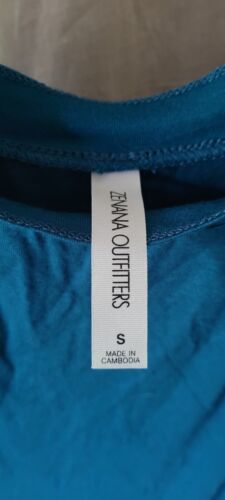 ZENANA OUTFITTERS
S
MADE IN
CAMBODIA